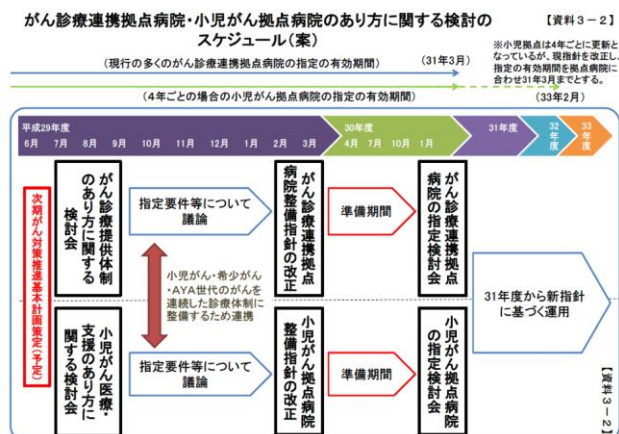 がん診療連携拠点病院・小児がん拠点病院のあり方に関する検討の
スケジュール(案)
【資料3-2】
(現行の多くのがん診療連携拠点病院の指定の有効期間)
(31年3月)
※小児拠点は4年ごとに更新と
なっているが、現指針を改正し、
指定の有効期間を拠点病院に
合わせ31年3月までとする。
(4年ごとの場合の小児がん拠点病院の指定の有効期間)
(33年2月)
平成29年度
30年度
31年度
32年度
33年度
6月 7月 8月 9月 10月 11月 12月 1月 2月 3月 4月 7月 10月 1月
次期がん対策推進基本計画策定(予定)
がん診療提供体制
のあり方に関する
検討会
指定要件等について
議論
がん診療連携拠点
病院整備指針の改正
準備期間
がん診療連携拠点
病院の指定検討会
小児がん・希少がん
・AYA世代のがんを
連続した診療体制に
整備するため連携
31年度から新指針
に基づく運用
小児がん医療・
支援のあり方に
関する検討会
指定要件等について
議論
小児がん拠点病院
整備指針の改正
準備期間
小児がん拠点病院
の指定検討会
【資料3-2】